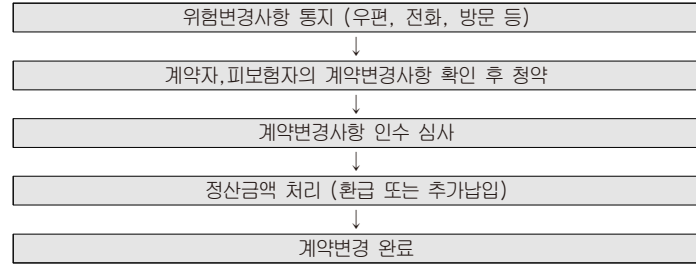 위험변경사항 통지 (우편, 전화, 방문 등)
↓
계약자,피보험자의 계약변경사항 확인 후 청약
↓
계약변경사항 인수 심사
↓
정산금액 처리 (환급 또는 추가납입)
↓
계약변경 완료